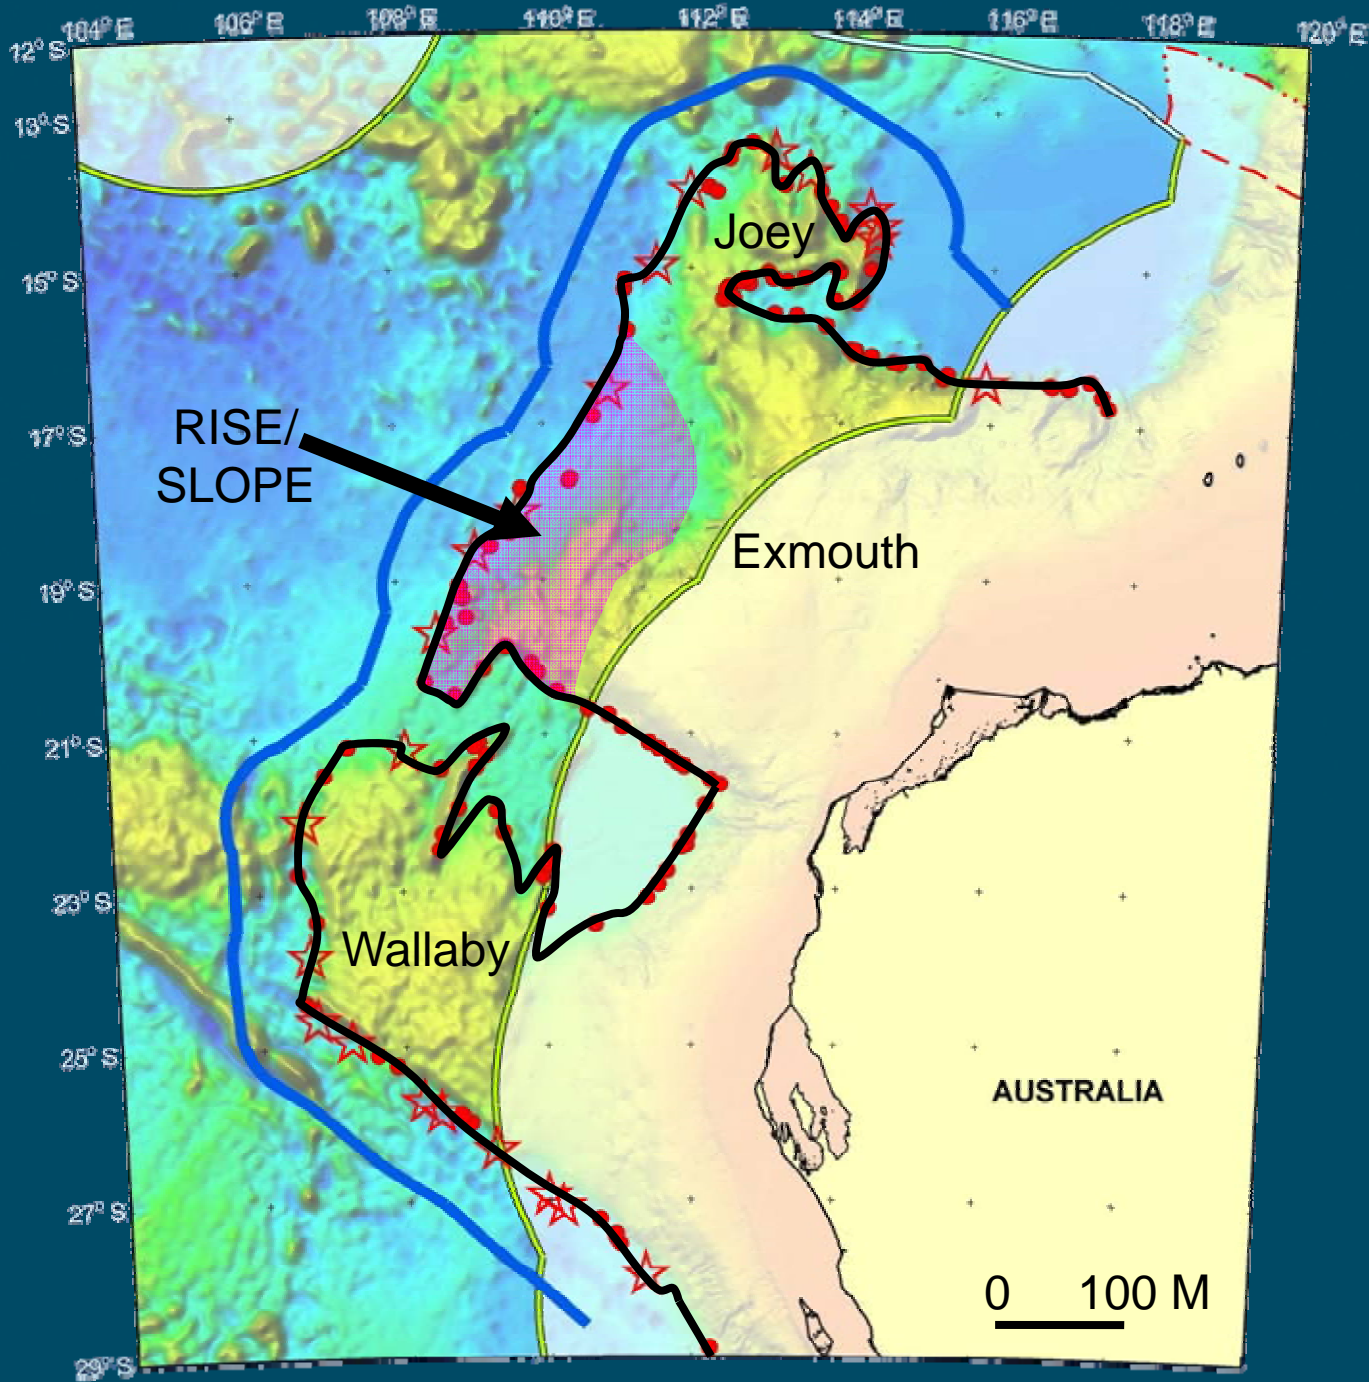 104° E 106° E 108° E 110° E 112° E 114° E 116° E 118° E 120° E
12° S
13° S
15° S
17° S
19° S
21° S
23° S
25° S
27° S
29° S
Joey
RISE/
SLOPE
Exmouth
Wallaby
AUSTRALIA
0 100 M